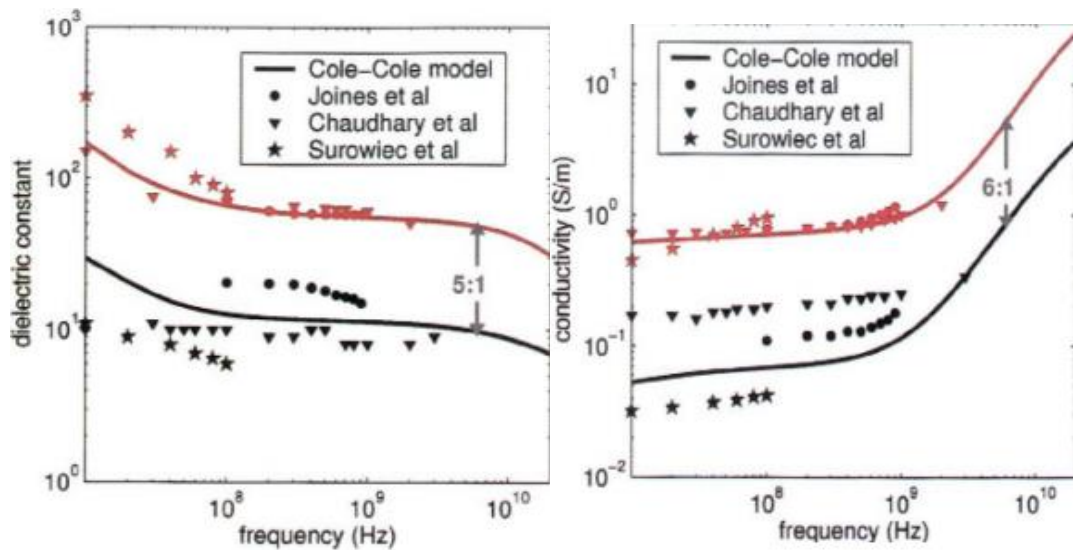 10^3
10^2
10^1
10^0
dielectric constant
Cole-Cole model
Joines et al
Chaudhary et al
Surowiec et al
5:1
10^8
10^9
10^10
frequency (Hz)
10^1
10^0
10^-1
10^-2
conductivity (S/m)
Cole-Cole model
Joines et al
Chaudhary et al
Surowiec et al
6:1
10^8
10^9
10^10
frequency (Hz)